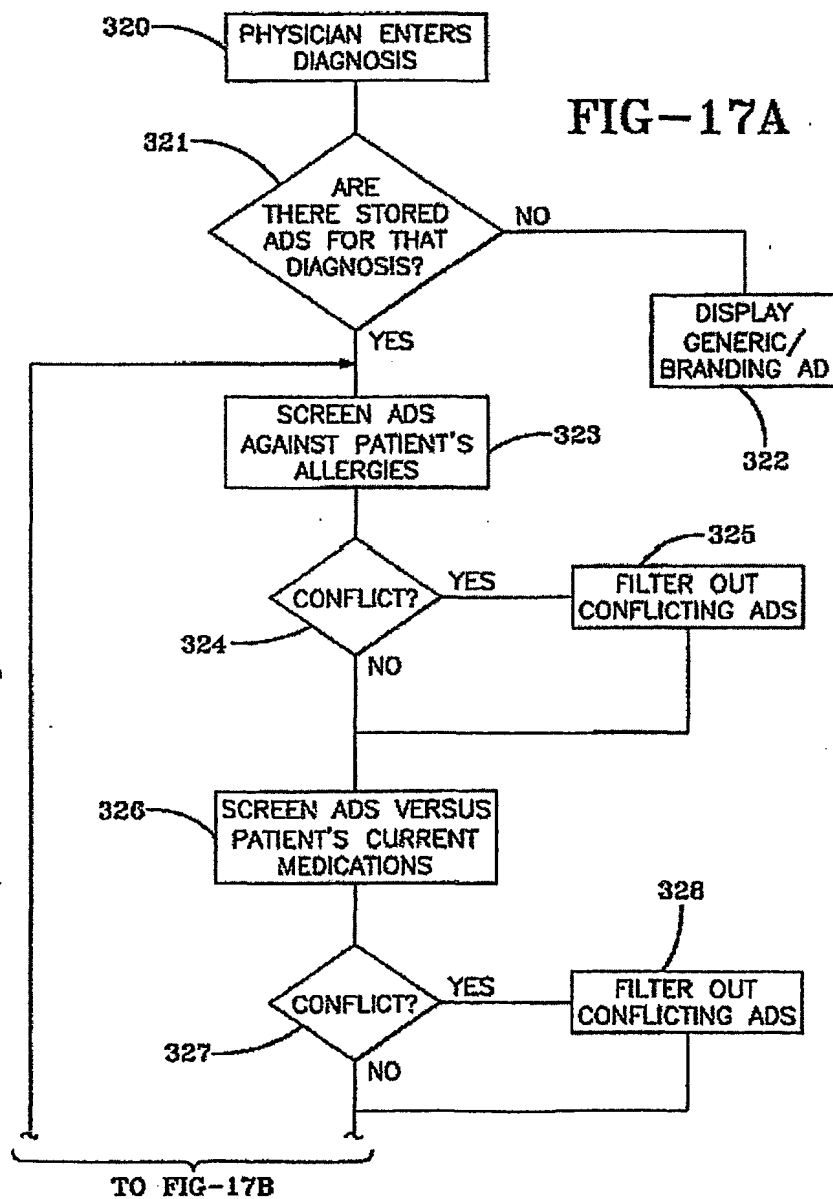 320
PHYSICIAN ENTERS
DIAGNOSIS
FIG-17A
321
ARE
THERE STORED
ADS FOR THAT
DIAGNOSIS?
NO
YES
DISPLAY
GENERIC/
BRANDING AD
322
SCREEN ADS
AGAINST PATIENT'S
ALLERGIES
323
CONFLICT?
324
YES
NO
325
FILTER OUT
CONFLICTING ADS
326
SCREEN ADS VERSUS
PATIENT'S CURRENT
MEDICATIONS
CONFLICT?
327
YES
NO
328
FILTER OUT
CONFLICTING ADS
TO FIG-17B